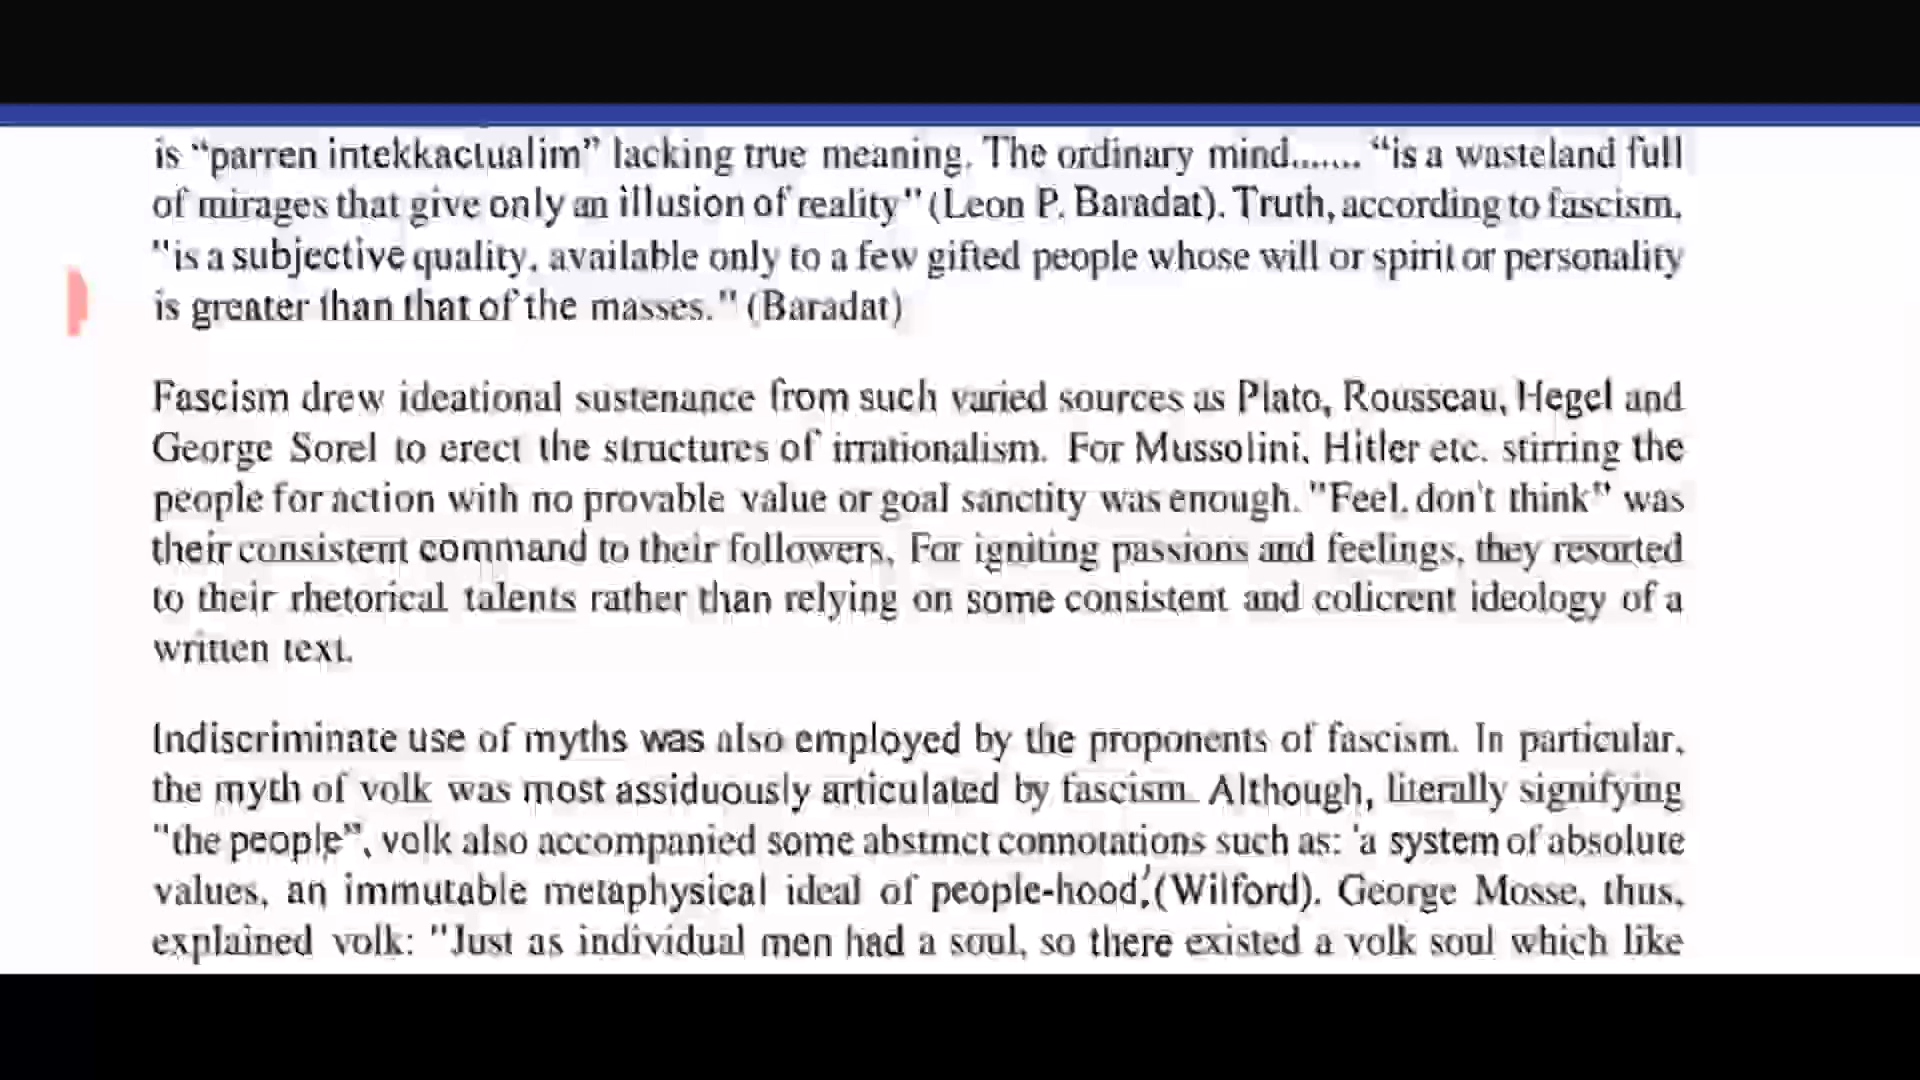 is “parren intekkactualim” lacking true meaning. The ordinary mind....... “is a wasteland full
of mirages that give only an illusion of reality" (Leon P. Baradat). Truth, according to fascism,
"is a subjective quality, available only to a few gifted people whose will or spirit or personality
is greater than that of the masses." (Baradat)
Fascism drew ideational sustenance from such varied sources as Plato, Rousseau, Hegel and
George Sorel to erect the structures of irrationalism. For Mussolini, Hitler etc. stirring the
people for action with no provable value or goal sanctity was enough. "Feel, don't think" was
their consistent command to their followers. For igniting passions and feelings, they resorted
to their rhetorical talents rather than relying on some consistent and colicrent ideology of a
written text.
Indiscriminate use of myths was also employed by the proponents of fascism. In particular,
the myth of volk was most assiduously articulated by fascism. Although, literally signifying
"the people", volk also accompanied some abstmct connotations such as: 'a system of absolute
values, an immutable metaphysical ideal of people-hood,'(Wilford). George Mosse, thus,
explained volk: "Just as individual men had a soul, so there existed a volk soul which like